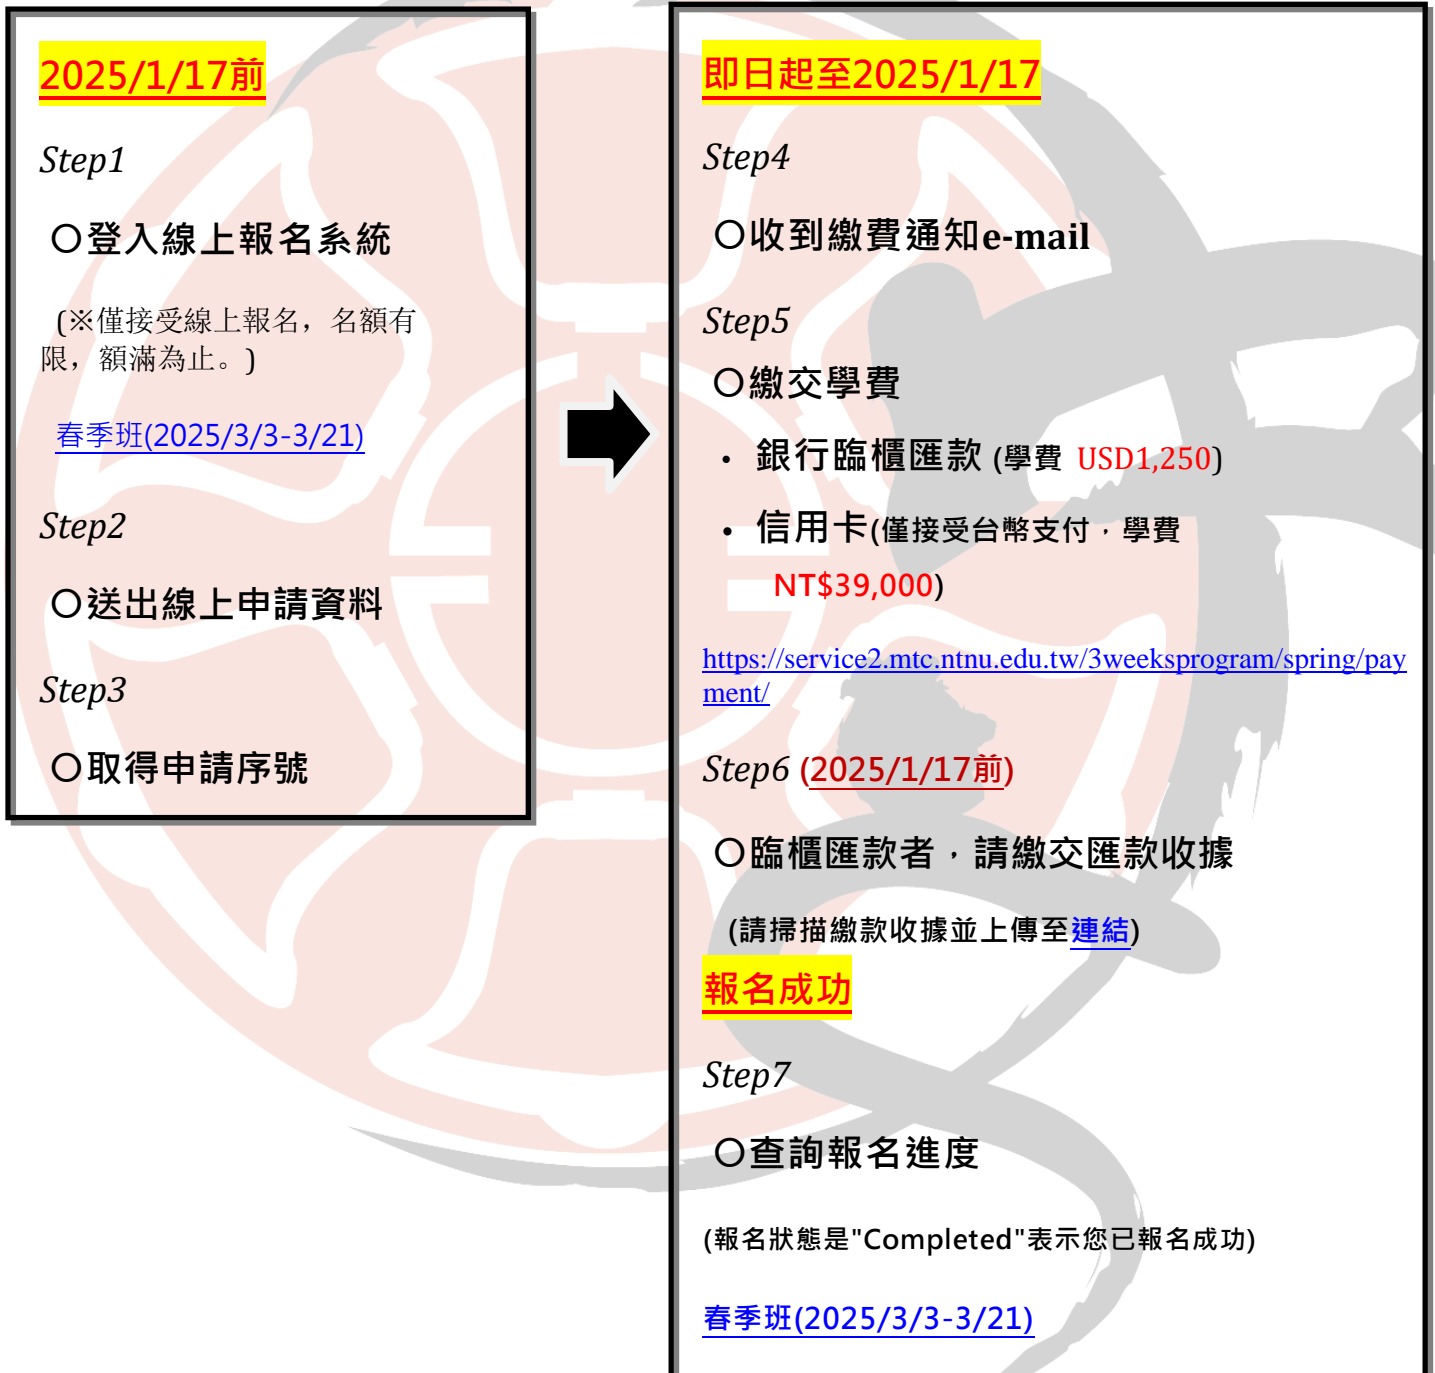 2025/1/17前
Step1
○登入線上報名系統
(※僅接受線上報名，名額有
限，額滿為止。)
春季班(2025/3/3-3/21)
Step2
○送出線上申請資料
Step3
○取得申請序號
即日起至2025/1/17
Step4
○收到繳費通知e-mail
Step5
○繳交學費
• 銀行臨櫃匯款 (學費 USD1,250)
• 信用卡(僅接受台幣支付，學費
NT$39,000)
https://service2.mtc.ntnu.edu.tw/3weeksprogram/spring/pay
ment/
Step6 (2025/1/17前)
○臨櫃匯款者，請繳交匯款收據
(請掃描繳款收據並上傳至連結)
報名成功
Step7
○查詢報名進度
(報名狀態是"Completed"表示您已報名成功)
春季班(2025/3/3-3/21)